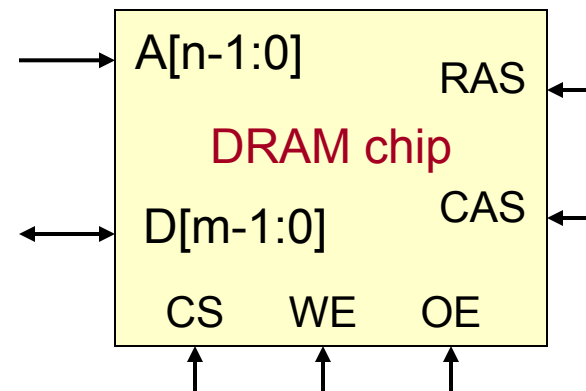 A[n-1:0]
RAS
DRAM chip
CAS
D[m-1:0]
CS WE OE